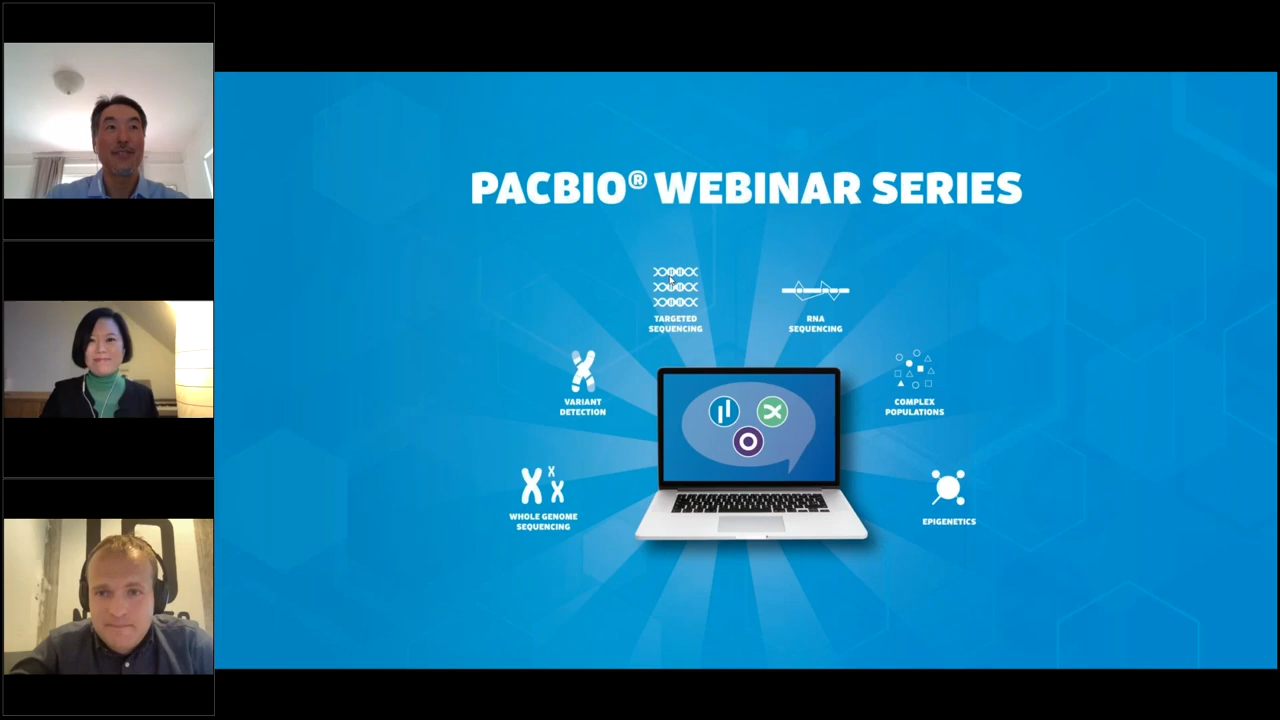 PACBIO® WEBINAR SERIES
TARGETED
SEQUENCING
RNA
SEQUENCING
VARIANT
DETECTION
COMPLEX
POPULATIONS
WHOLE GENOME
SEQUENCING
EPIGENETICS